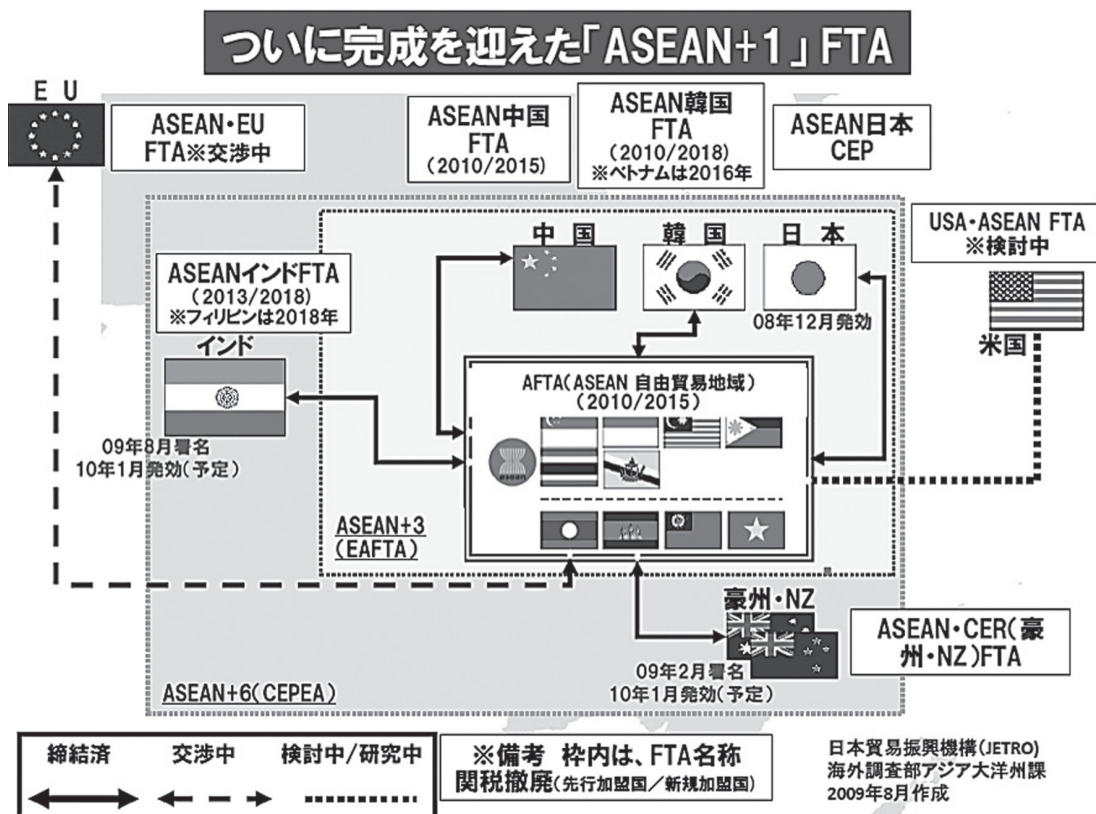 ついに完成を迎えた「ASEAN+1」FTA
EU
ASEAN・EU
FTA※交渉中
ASEAN中国
FTA
(2010/2015)
ASEAN韓国
FTA
(2010/2018)
※ベトナムは2016年
ASEAN日本
CEP
USA・ASEAN FTA
※検討中
米国
中国
韓国
日本
08年12月発効
ASEANインドFTA
(2013/2018)
※フィリピンは2018年
インド
09年8月署名
10年1月発効(予定)
AFTA(ASEAN 自由貿易地域)
(2010/2015)
asean
ASEAN+3
(EAFTA)
豪州・NZ
09年2月署名
10年1月発効(予定)
ASEAN・CER(豪
州・NZ)FTA
ASEAN+6(CEPEA)
締結済
交渉中
検討中/研究中
※備考 枠内は、FTA名称
関税撤廃(先行加盟国/新規加盟国)
日本貿易振興機構(JETRO)
海外調査部アジア大洋州課
2009年8月作成